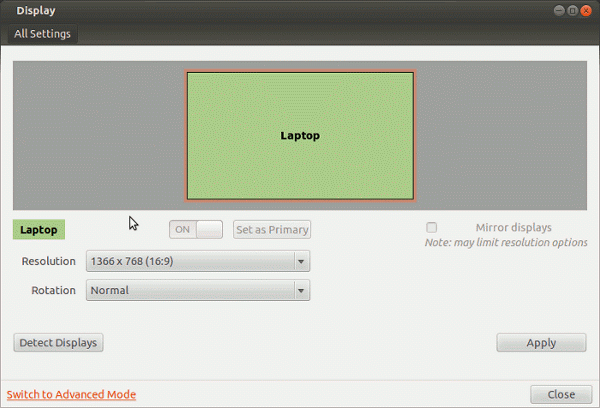 Display
All Settings
Laptop
Laptop
ON
Set as Primary
Mirror displays
Note: may limit resolution options
Resolution
1366 x 768 (16:9)
Rotation
Normal
Detect Displays
Apply
Switch to Advanced Mode
Close